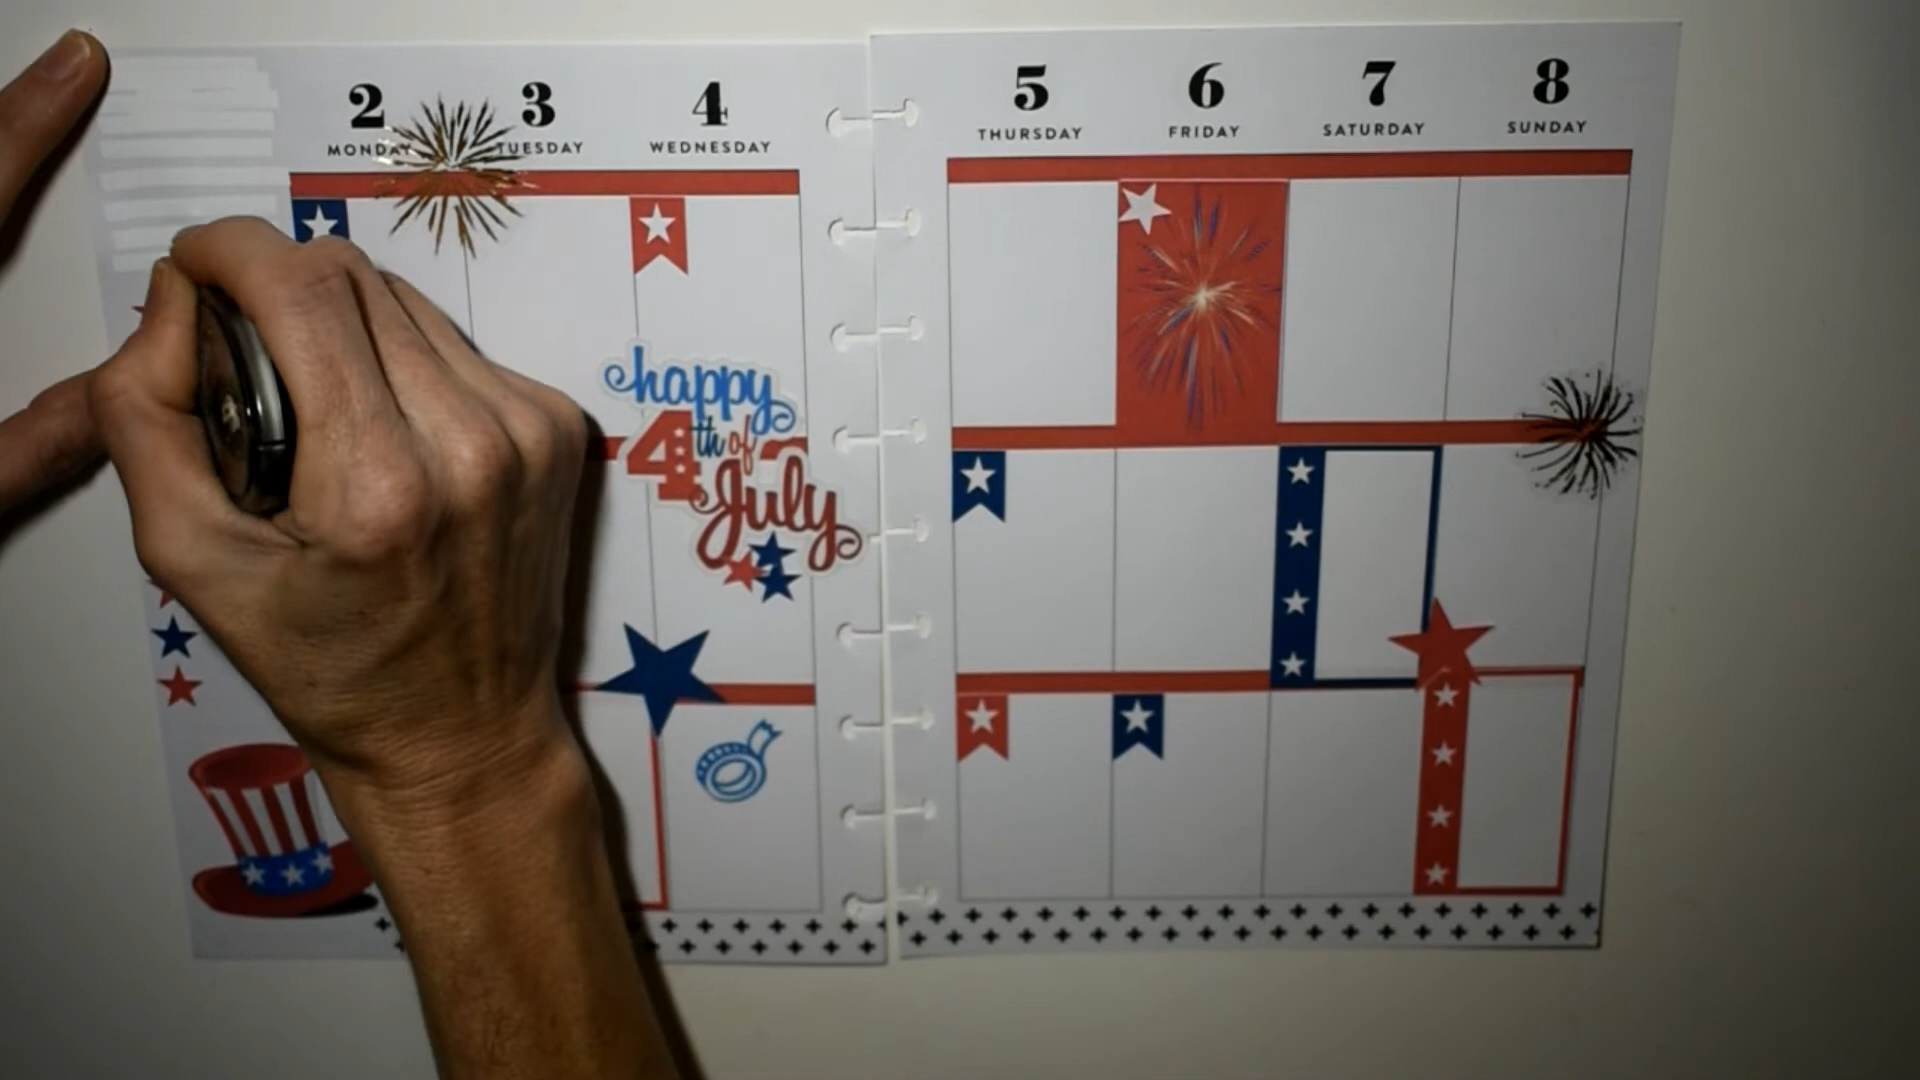 2 3 4
MONDAY TUESDAY WEDNESDAY
5 6 7 8
THURSDAY FRIDAY SATURDAY SUNDAY
happy
4th of
July